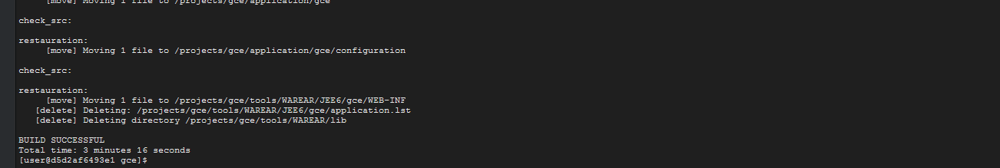 [move] Moving 1 file to /projects/gce/application/gce
check_src:
restauration:
[move] Moving 1 file to /projects/gce/application/gce/configuration
check_src:
restauration:
[move] Moving 1 file to /projects/gce/tools/WAREAR/JEE6/gce/WEB-INF
[delete] Deleting: /projects/gce/tools/WAREAR/JEE6/gce/application.lst
[delete] Deleting directory /projects/gce/tools/WAREAR/lib
BUILD SUCCESSFUL
Total time: 3 minutes 16 seconds
[user@d5d2af6493e1 gce]$